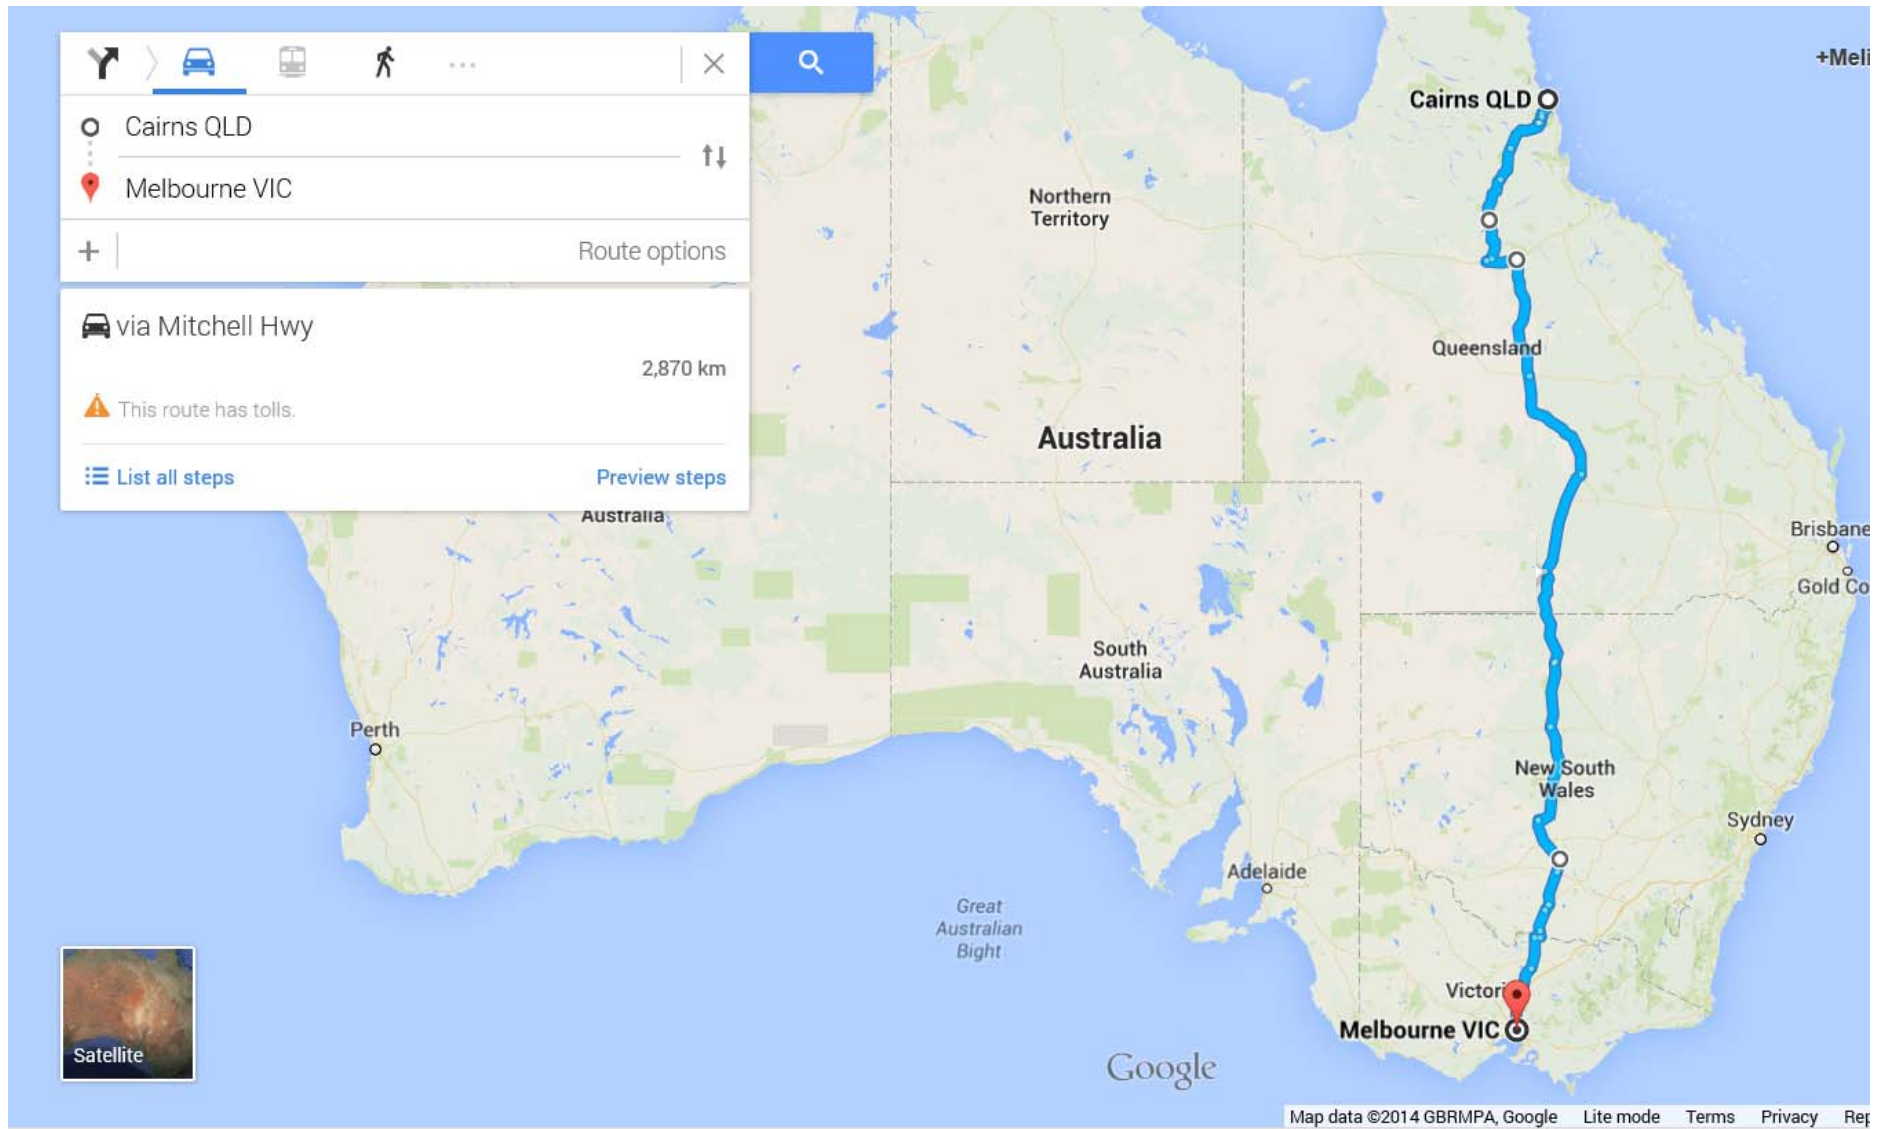 Cairns QLD
Melbourne VIC
Route options
via Mitchell Hwy
2,870 km
This route has tolls.
List all steps
Preview steps
+Meli
Cairns QLD
Northern
Territory
Queensland
Australia
Australia
Brisbane
Gold Co
South
Australia
Perth
New South
Wales
Sydney
Adelaide
Great
Australian
Bight
Victori
Melbourne VIC
Satellite
Google
Map data ©2014 GBRMPA, Google Lite mode Terms Privacy Rep